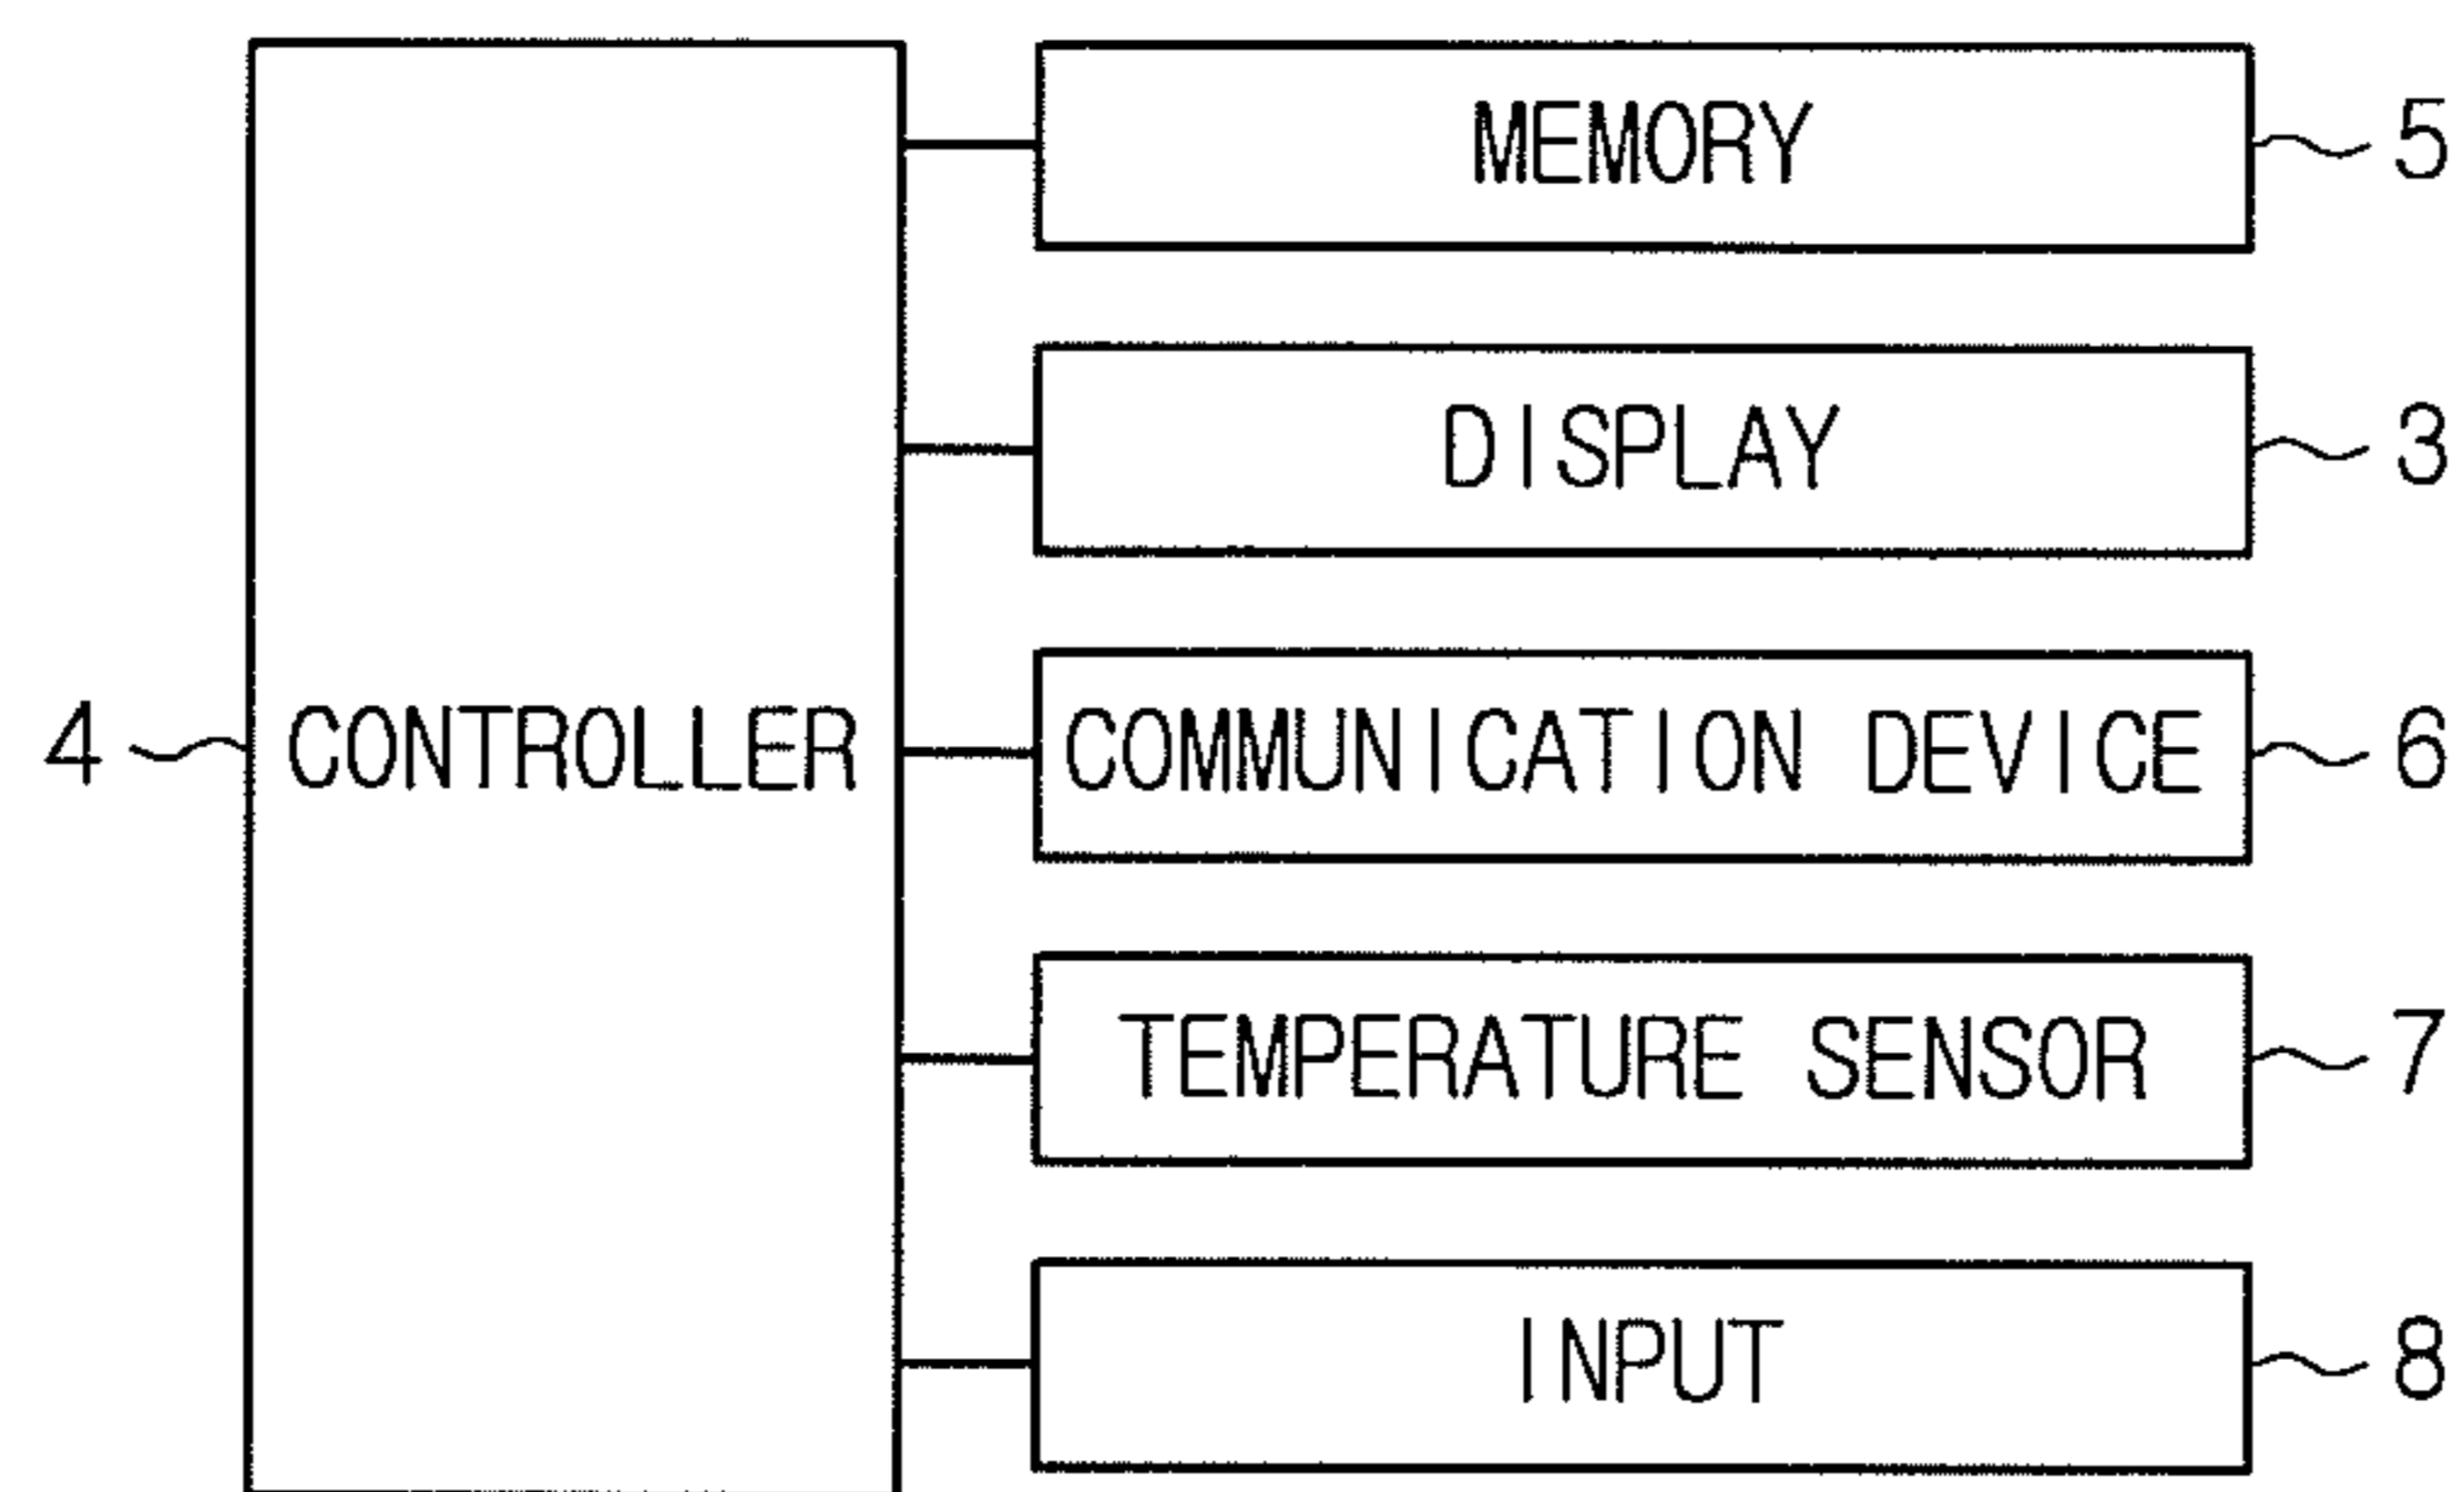 MEMORY 5
DISPLAY 3
4 CONTROLLER COMMUNICATION DEVICE 6
TEMPERATURE SENSOR 7
INPUT 8